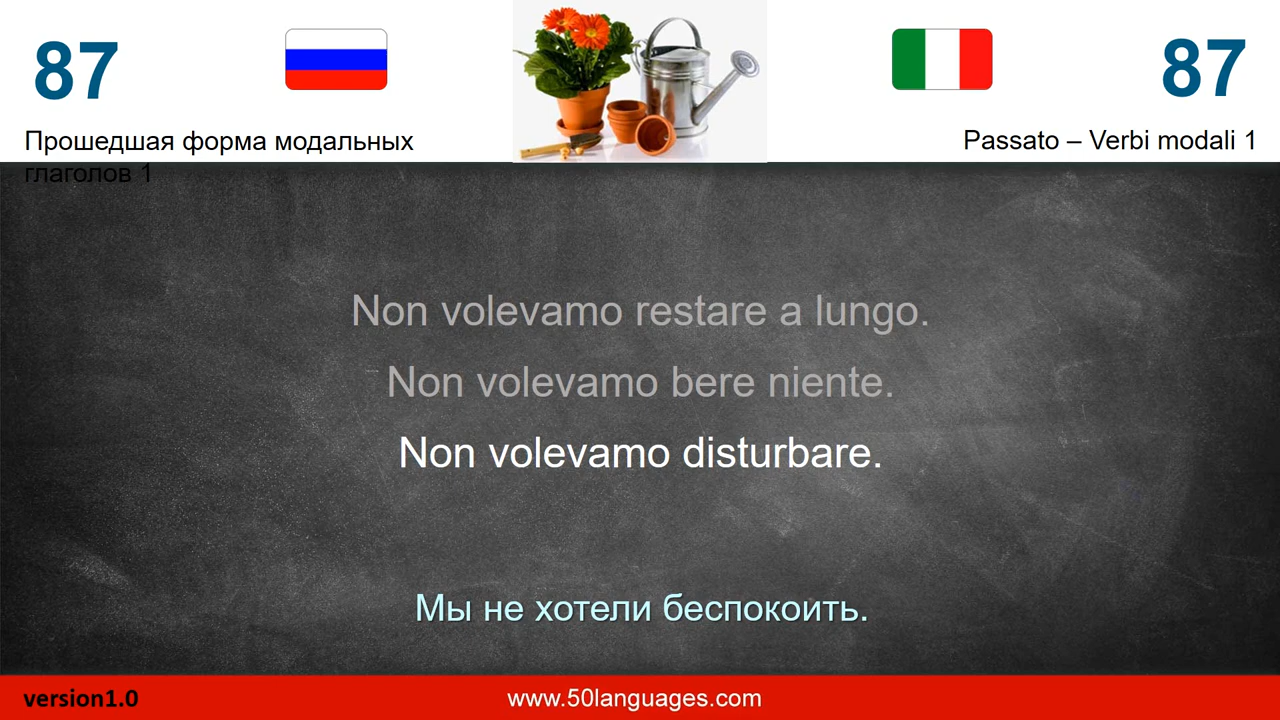 87
87
Прошедшая форма модальных
глаголов 1
Passato – Verbi modali 1
Non volevamo restare a lungo.
Non volevamo bere niente.
Non volevamo disturbare.
Мы не хотели беспокоить.
version1.0
www.50languages.com